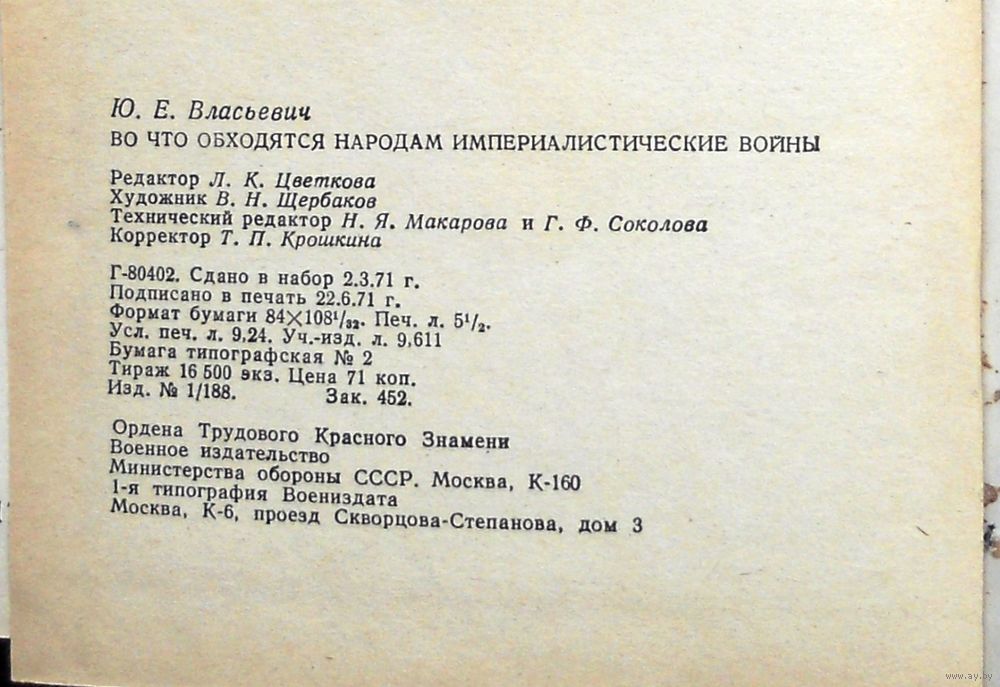 Ю. Е. Власьевич
ВО ЧТО ОБХОДЯТСЯ НАРОДАМ ИМПЕРИАЛИСТИЧЕСКИЕ ВОЙНЫ
Редактор Л. К. Цветкова
Художник В. Н. Щербаков
Технический редактор Н. Я. Макарова и Г. Ф. Соколова
Корректор Т. П. Крошкина
Г-80402. Сдано в набор 2.3.71 г.
Подписано в печать 22.6.71 г.
Формат бумаги 84×108¹/₃₂. Печ. л. 5¹/₂.
Усл. печ. л. 9,24. Уч.-изд. л. 9,611
Бумага типографская № 2
Тираж 16 500 экз. Цена 71 коп.
Изд. № 1/188. Зак. 452.
Ордена Трудового Красного Знамени
Военное издательство
Министерства обороны СССР. Москва, К-160
1-я типография Воениздата
Москва, К-6, проезд Скворцова-Степанова, дом 3
www.ay.by